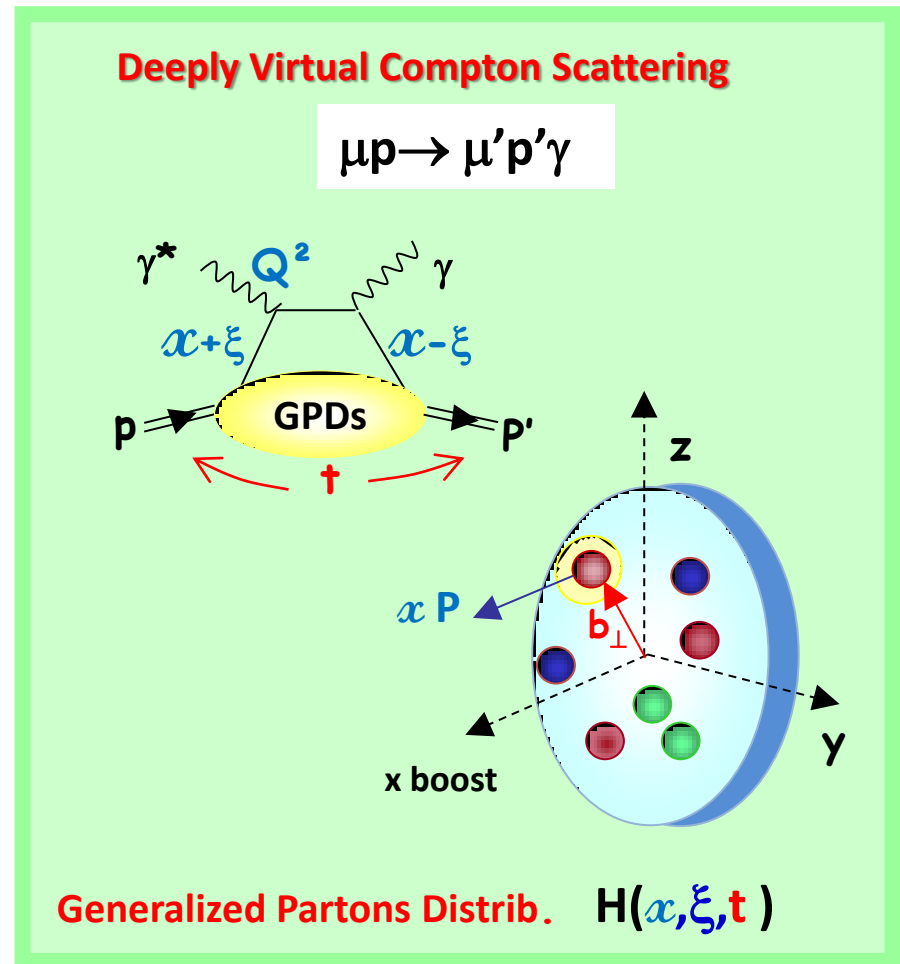 Deeply Virtual Compton Scattering
μp→ μ′p′γ
γ* Q² γ
x+ξ x-ξ
p GPDs P'
t
z
x P
b⊥
y
x boost
Generalized Partons Distrib. H(x,ξ,t )